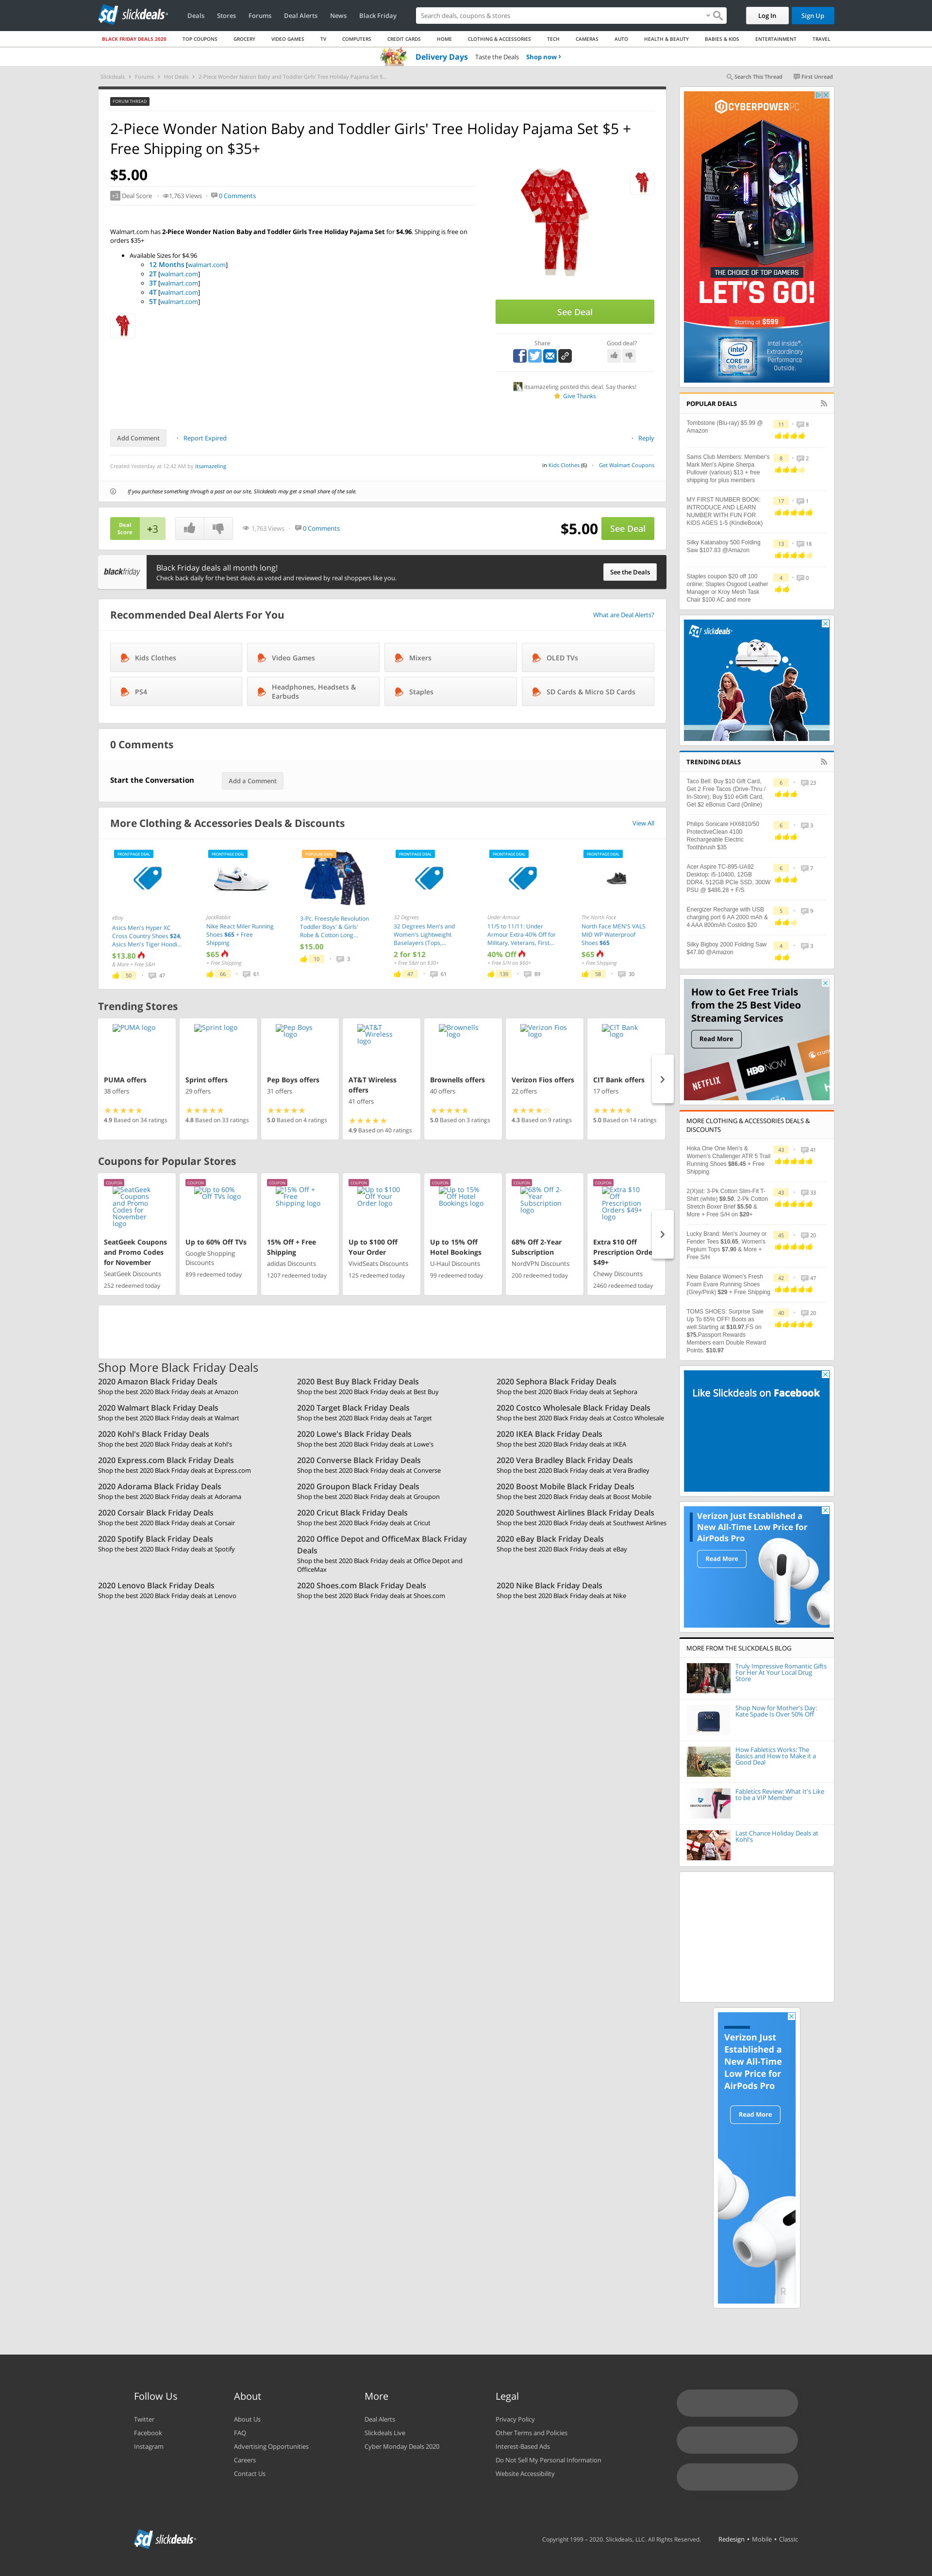 slickdeals
Deals Stores Forums Deal Alerts News Black Friday
Search deals, coupons & stores
Log In Sign Up
BLACK FRIDAY DEALS 2020 TOP COUPONS GROCERY VIDEO GAMES TV COMPUTERS CREDIT CARDS HOME CLOTHING & ACCESSORIES TECH CAMERAS AUTO HEALTH & BEAUTY BABIES & KIDS ENTERTAINMENT TRAVEL
Delivery Days Taste the Deals Shop now ›
Slickdeals Forums Hot Deals 2-Piece Wonder Nation Baby and Toddler Girls' Tree Holiday Pajama Set $...
Search This Thread First Unread
FORUM THREAD
2-Piece Wonder Nation Baby and Toddler Girls' Tree Holiday Pajama Set $5 +
Free Shipping on $35+
$5.00
+3 Deal Score 1,763 Views 0 Comments
Walmart.com has 2-Piece Wonder Nation Baby and Toddler Girls Tree Holiday Pajama Set for $4.96. Shipping is free on
orders $35+
Available Sizes for $4.96
12 Months [walmart.com]
2T [walmart.com]
3T [walmart.com]
4T [walmart.com]
5T [walmart.com]
See Deal
Share Good deal?
itsamazeling posted this deal. Say thanks!
Give Thanks
Add Comment Report Expired Reply
Created Yesterday at 12:42 AM by itsamazeling
in Kids Clothes (6) Get Walmart Coupons
If you purchase something through a post on our site, Slickdeals may get a small share of the sale.
Deal
Score
+3
1,763 Views 0 Comments
$5.00 See Deal
blackfriday
Black Friday deals all month long!
Check back daily for the best deals as voted and reviewed by real shoppers like you.
See the Deals
Recommended Deal Alerts For You
What are Deal Alerts?
Kids Clothes Video Games Mixers OLED TVs
PS4 Headphones, Headsets &
Earbuds
Staples SD Cards & Micro SD Cards
0 Comments
Start the Conversation Add a Comment
More Clothing & Accessories Deals & Discounts
View All
FRONTPAGE DEAL
eBay
Asics Men's Hyper XC
Cross Country Shoes $24,
Asics Men's Tiger Hoodi...
$13.80
& More + Free S&H
50 47
FRONTPAGE DEAL
JackRabbit
Nike React Miler Running
Shoes $65 + Free
Shipping
$65
+ Free Shipping
66 61
POPULAR DEAL
3-Pc. Freestyle Revolution
Toddler Boys' & Girls'
Robe & Cotton Long...
$15.00
10 3
FRONTPAGE DEAL
32 Degrees
32 Degrees Men's and
Women's Lightweight
Baselayers (Tops,...
2 for $12
+ Free S&H on $30+
47 61
FRONTPAGE DEAL
Under Armour
11/5 to 11/11: Under
Armour Extra 40% Off for
Military, Veterans, First...
40% Off
+ Free S/H on $60+
139 89
FRONTPAGE DEAL
The North Face
North Face MEN'S VALS
MID WP Waterproof
Shoes $65
$65
+ Free Shipping
58 30
Trending Stores
PUMA logo
PUMA offers
38 offers
4.9 Based on 34 ratings
Sprint logo
Sprint offers
29 offers
4.8 Based on 33 ratings
Pep Boys
logo
Pep Boys offers
31 offers
5.0 Based on 4 ratings
AT&T
Wireless
logo
AT&T Wireless
offers
41 offers
4.9 Based on 40 ratings
Brownells
logo
Brownells offers
40 offers
5.0 Based on 3 ratings
Verizon Fios
logo
Verizon Fios offers
22 offers
4.3 Based on 9 ratings
CIT Bank
logo
CIT Bank offers
17 offers
5.0 Based on 14 ratings
Coupons for Popular Stores
COUPON
SeatGeek
Coupons
and Promo
Codes for
November
logo
SeatGeek Coupons
and Promo Codes
for November
SeatGeek Discounts
252 redeemed today
COUPON
Up to 60%
Off TVs logo
Up to 60% Off TVs
Google Shopping
Discounts
899 redeemed today
COUPON
15% Off +
Free
Shipping logo
15% Off + Free
Shipping
adidas Discounts
1207 redeemed today
COUPON
Up to $100
Off Your
Order logo
Up to $100 Off
Your Order
VividSeats Discounts
125 redeemed today
COUPON
Up to 15%
Off Hotel
Bookings logo
Up to 15% Off
Hotel Bookings
U-Haul Discounts
99 redeemed today
COUPON
68% Off 2-
Year
Subscription
logo
68% Off 2-Year
Subscription
NordVPN Discounts
200 redeemed today
COUPON
Extra $10
Off
Prescription
Orders $49+
logo
Extra $10 Off
Prescription Orde
$49+
Chewy Discounts
2460 redeemed today
Shop More Black Friday Deals
2020 Amazon Black Friday Deals
Shop the best 2020 Black Friday deals at Amazon
2020 Best Buy Black Friday Deals
Shop the best 2020 Black Friday deals at Best Buy
2020 Sephora Black Friday Deals
Shop the best 2020 Black Friday deals at Sephora
2020 Walmart Black Friday Deals
Shop the best 2020 Black Friday deals at Walmart
2020 Target Black Friday Deals
Shop the best 2020 Black Friday deals at Target
2020 Costco Wholesale Black Friday Deals
Shop the best 2020 Black Friday deals at Costco Wholesale
2020 Kohl's Black Friday Deals
Shop the best 2020 Black Friday deals at Kohl's
2020 Lowe's Black Friday Deals
Shop the best 2020 Black Friday deals at Lowe's
2020 IKEA Black Friday Deals
Shop the best 2020 Black Friday deals at IKEA
2020 Express.com Black Friday Deals
Shop the best 2020 Black Friday deals at Express.com
2020 Converse Black Friday Deals
Shop the best 2020 Black Friday deals at Converse
2020 Vera Bradley Black Friday Deals
Shop the best 2020 Black Friday deals at Vera Bradley
2020 Adorama Black Friday Deals
Shop the best 2020 Black Friday deals at Adorama
2020 Groupon Black Friday Deals
Shop the best 2020 Black Friday deals at Groupon
2020 Boost Mobile Black Friday Deals
Shop the best 2020 Black Friday deals at Boost Mobile
2020 Corsair Black Friday Deals
Shop the best 2020 Black Friday deals at Corsair
2020 Cricut Black Friday Deals
Shop the best 2020 Black Friday deals at Cricut
2020 Southwest Airlines Black Friday Deals
Shop the best 2020 Black Friday deals at Southwest Airlines
2020 Spotify Black Friday Deals
Shop the best 2020 Black Friday deals at Spotify
2020 Office Depot and OfficeMax Black Friday
Deals
Shop the best 2020 Black Friday deals at Office Depot and
OfficeMax
2020 eBay Black Friday Deals
Shop the best 2020 Black Friday deals at eBay
2020 Lenovo Black Friday Deals
Shop the best 2020 Black Friday deals at Lenovo
2020 Shoes.com Black Friday Deals
Shop the best 2020 Black Friday deals at Shoes.com
2020 Nike Black Friday Deals
Shop the best 2020 Black Friday deals at Nike
CYBERPOWERPC
THE CHOICE OF TOP GAMERS
LET'S GO!
Starting at $599
intel
CORE i9
9th Gen
Intel Inside®.
Extraordinary
Performance
Outside.
POPULAR DEALS
Tombstone (Blu-ray) $5.99 @
Amazon
11 8
Sams Club Members: Member's
Mark Men's Alpine Sherpa
Pullover (various) $13 + free
shipping for plus members
8 2
MY FIRST NUMBER BOOK:
INTRODUCE AND LEARN
NUMBER WITH FUN FOR
KIDS AGES 1-5 (KindleBook)
17 1
Silky Katanaboy 500 Folding
Saw $107.83 @Amazon
13 18
Staples coupon $20 off 100
online; Staples Osgood Leather
Manager or Kroy Mesh Task
Chair $100 AC and more
4 0
slickdeals
TRENDING DEALS
Taco Bell: Buy $10 Gift Card,
Get 2 Free Tacos (Drive-Thru /
In-Store); Buy $10 eGift Card,
Get $2 eBonus Card (Online)
6 23
Philips Sonicare HX6810/50
ProtectiveClean 4100
Rechargeable Electric
Toothbrush $35
6 3
Acer Aspire TC-895-UA92
Desktop: i5-10400, 12GB
DDR4, 512GB PCIe SSD, 300W
PSU @ $486.28 + F/S
6 7
Energizer Recharge with USB
charging port 6 AA 2000 mAh &
4 AAA 800mAh Costco $20
5 9
Silky Bigboy 2000 Folding Saw
$47.80 @Amazon
4 3
How to Get Free Trials
from the 25 Best Video
Streaming Services
Read More
NETFLIX HBO NOW
MORE CLOTHING & ACCESSORIES DEALS &
DISCOUNTS
Hoka One One Men's &
Women's Challenger ATR 5 Trail
Running Shoes $86.45 + Free
Shipping
43 41
2(X)ist: 3-Pk Cotton Slim-Fit T-
Shirt (white) $9.50, 2-Pk Cotton
Stretch Boxer Brief $5.50 &
More + Free S/H on $20+
43 33
Lucky Brand: Men's Journey or
Fender Tees $10.65, Women's
Peplum Tops $7.90 & More +
Free S/H
45 20
New Balance Women's Fresh
Foam Evare Running Shoes
(Grey/Pink) $29 + Free Shipping
42 47
TOMS SHOES: Surprise Sale
Up To 65% OFF! Boots as
well.Starting at $10.97.FS on
$75.Passport Rewards
Members earn Double Reward
Points. $10.97
40 20
Like Slickdeals on Facebook
Verizon Just Established a
New All-Time Low Price for
AirPods Pro
Read More
MORE FROM THE SLICKDEALS BLOG
Truly Impressive Romantic Gifts
For Her At Your Local Drug
Store
Shop Now for Mother's Day:
Kate Spade Is Over 50% Off
How Fabletics Works: The
Basics and How to Make it a
Good Deal
Fabletics Review: What It's Like
to be a VIP Member
Last Chance Holiday Deals at
Kohl's
Verizon Just
Established a
New All-Time
Low Price for
AirPods Pro
Read More
R
Follow Us
Twitter
Facebook
Instagram
About
About Us
FAQ
Advertising Opportunities
Careers
Contact Us
More
Deal Alerts
Slickdeals Live
Cyber Monday Deals 2020
Legal
Privacy Policy
Other Terms and Policies
Interest-Based Ads
Do Not Sell My Personal Information
Website Accessibility
slickdeals
Copyright 1999 – 2020. Slickdeals, LLC. All Rights Reserved. Redesign • Mobile • Classic